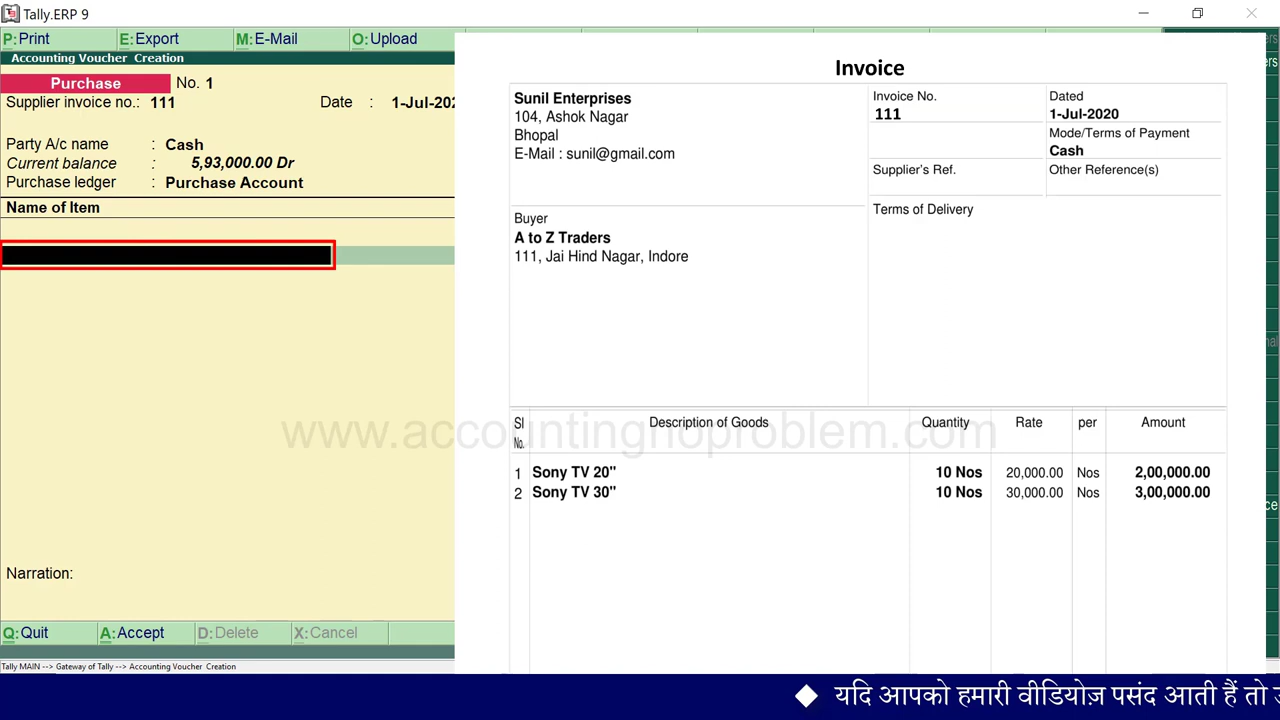 Tally.ERP 9
P:Print E:Export M:E-Mail O:Upload
Accounting Voucher Creation
Purchase No. 1
Supplier invoice no.: 111 Date : 1-Jul-202
Party A/c name : Cash
Current balance : 5,93,000.00 Dr
Purchase ledger : Purchase Account
Name of Item
Narration:
Q:Quit A:Accept D:Delete X:Cancel
Tally MAIN --> Gateway of Tally --> Accounting Voucher Creation
Invoice
Sunil Enterprises
104, Ashok Nagar
Bhopal
E-Mail : sunil@gmail.com
Invoice No.
111
Dated
1-Jul-2020
Mode/Terms of Payment
Cash
Supplier's Ref.
Other Reference(s)
Buyer
A to Z Traders
111, Jai Hind Nagar, Indore
Terms of Delivery
Sl No. Description of Goods Quantity Rate per Amount
1 Sony TV 20" 10 Nos 20,000.00 Nos 2,00,000.00
2 Sony TV 30" 10 Nos 30,000.00 Nos 3,00,000.00
www.accountingnoproblem.com
◆ यदि आपको हमारी वीडियोज़ पसंद आती हैं तो